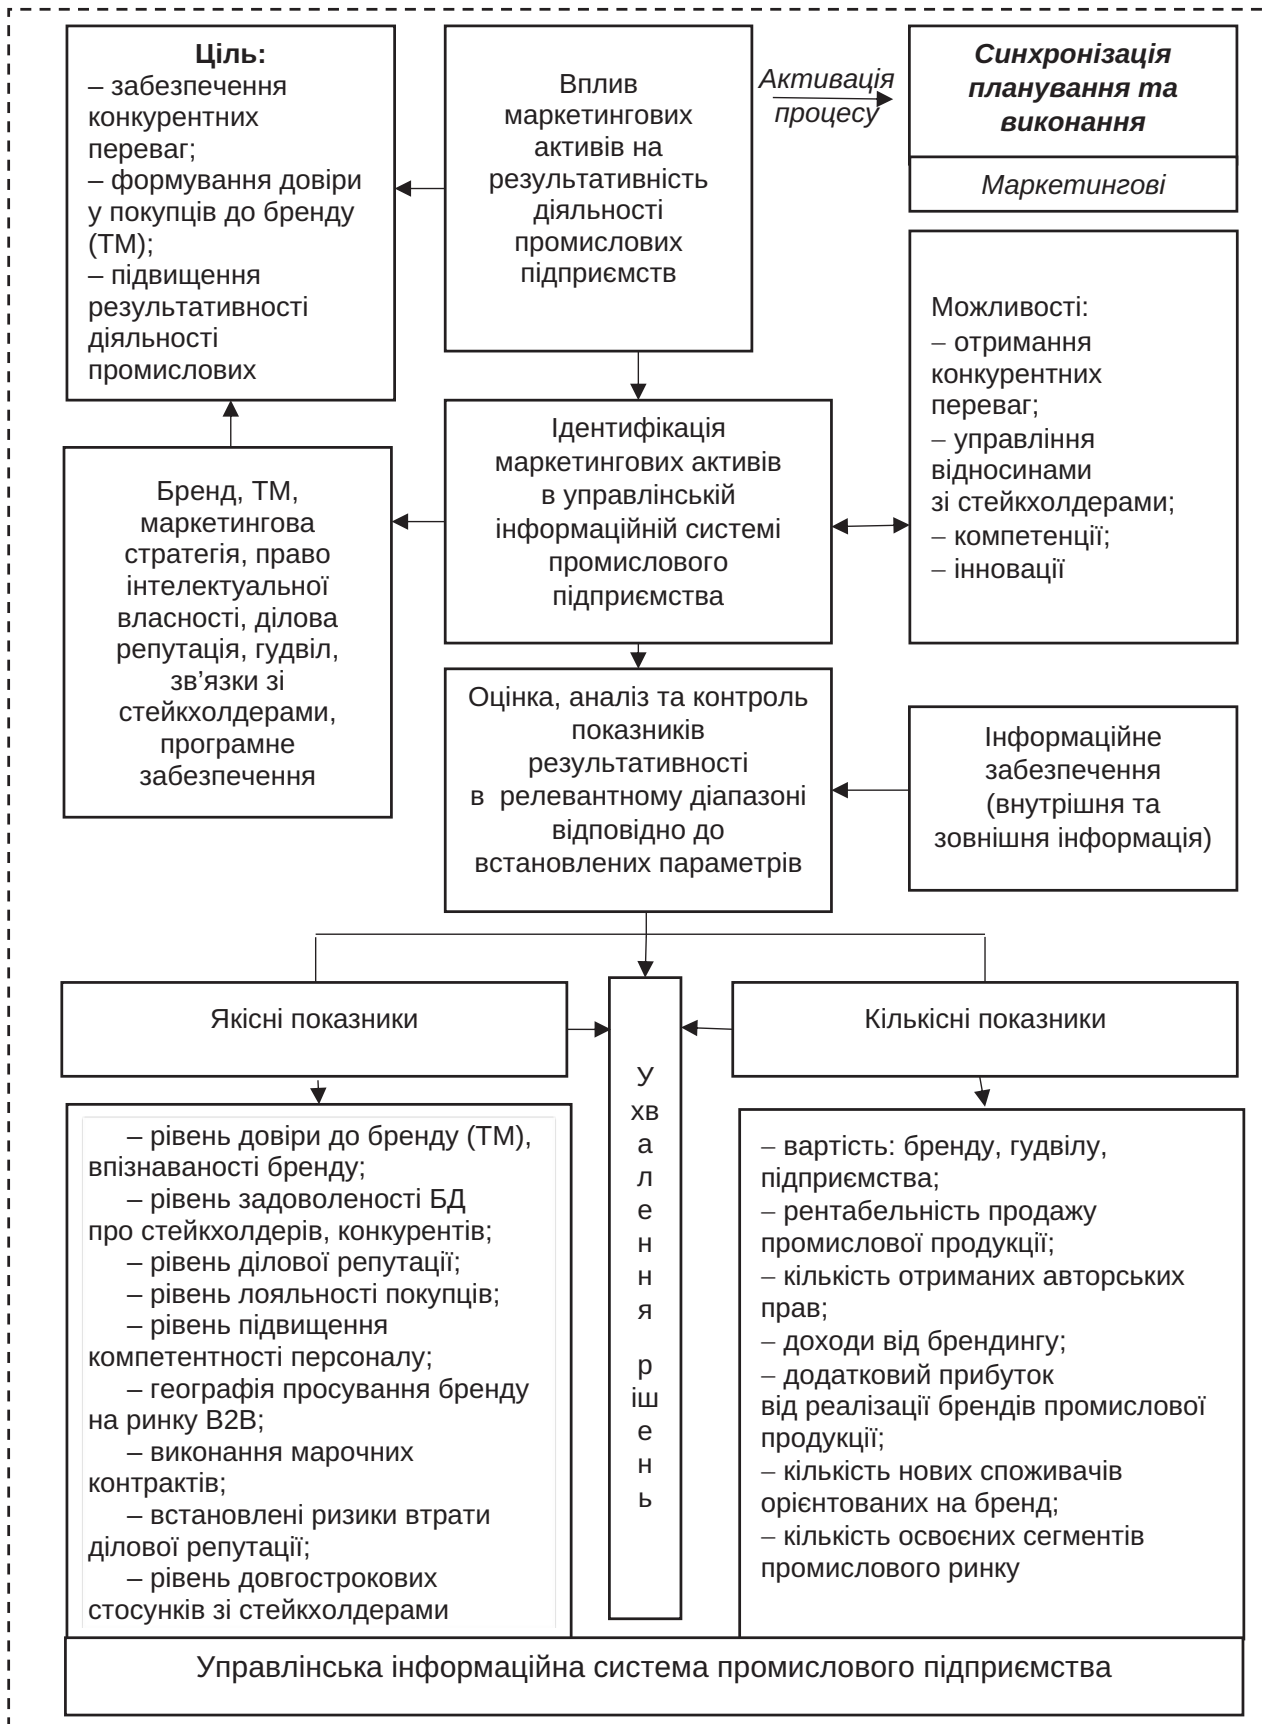 Ціль:
– забезпечення
конкурентних
переваг;
– формування довіри
у покупців до бренду
(ТМ);
– підвищення
результативності
діяльності
промислових
Вплив
маркетингових
активів на
результативність
діяльності
промислових
підприємств
Активація
процесу
Синхронізація
планування та
виконання
Маркетингові
Можливості:
– отримання
конкурентних
переваг;
– управління
відносинами
зі стейкхолдерами;
– компетенції;
– інновації
Ідентифікація
маркетингових активів
в управлінській
інформаційній системі
промислового
підприємства
Бренд, ТМ,
маркетингова
стратегія, право
інтелектуальної
власності, ділова
репутація, гудвіл,
зв’язки зі
стейкхолдерами,
програмне
забезпечення
Оцінка, аналіз та контроль
показників
результативності
в релевантному діапазоні
відповідно до
встановлених параметрів
Інформаційне
забезпечення
(внутрішня та
зовнішня інформація)
Якісні показники
У
хв
а
л
е
н
н
я
р
іш
е
н
ь
Кількісні показники
– рівень довіри до бренду (ТМ),
впізнаваності бренду;
– рівень задоволеності БД
про стейкхолдерів, конкурентів;
– рівень ділової репутації;
– рівень лояльності покупців;
– рівень підвищення
компетентності персоналу;
– географія просування бренду
на ринку В2В;
– виконання марочних
контрактів;
– встановлені ризики втрати
ділової репутації;
– рівень довгострокових
стосунків зі стейкхолдерами
– вартість: бренду, гудвілу,
підприємства;
– рентабельність продажу
промислової продукції;
– кількість отриманих авторських
прав;
– доходи від брендингу;
– додатковий прибуток
від реалізації брендів промислової
продукції;
– кількість нових споживачів
орієнтованих на бренд;
– кількість освоєних сегментів
промислового ринку
Управлінська інформаційна система промислового підприємства